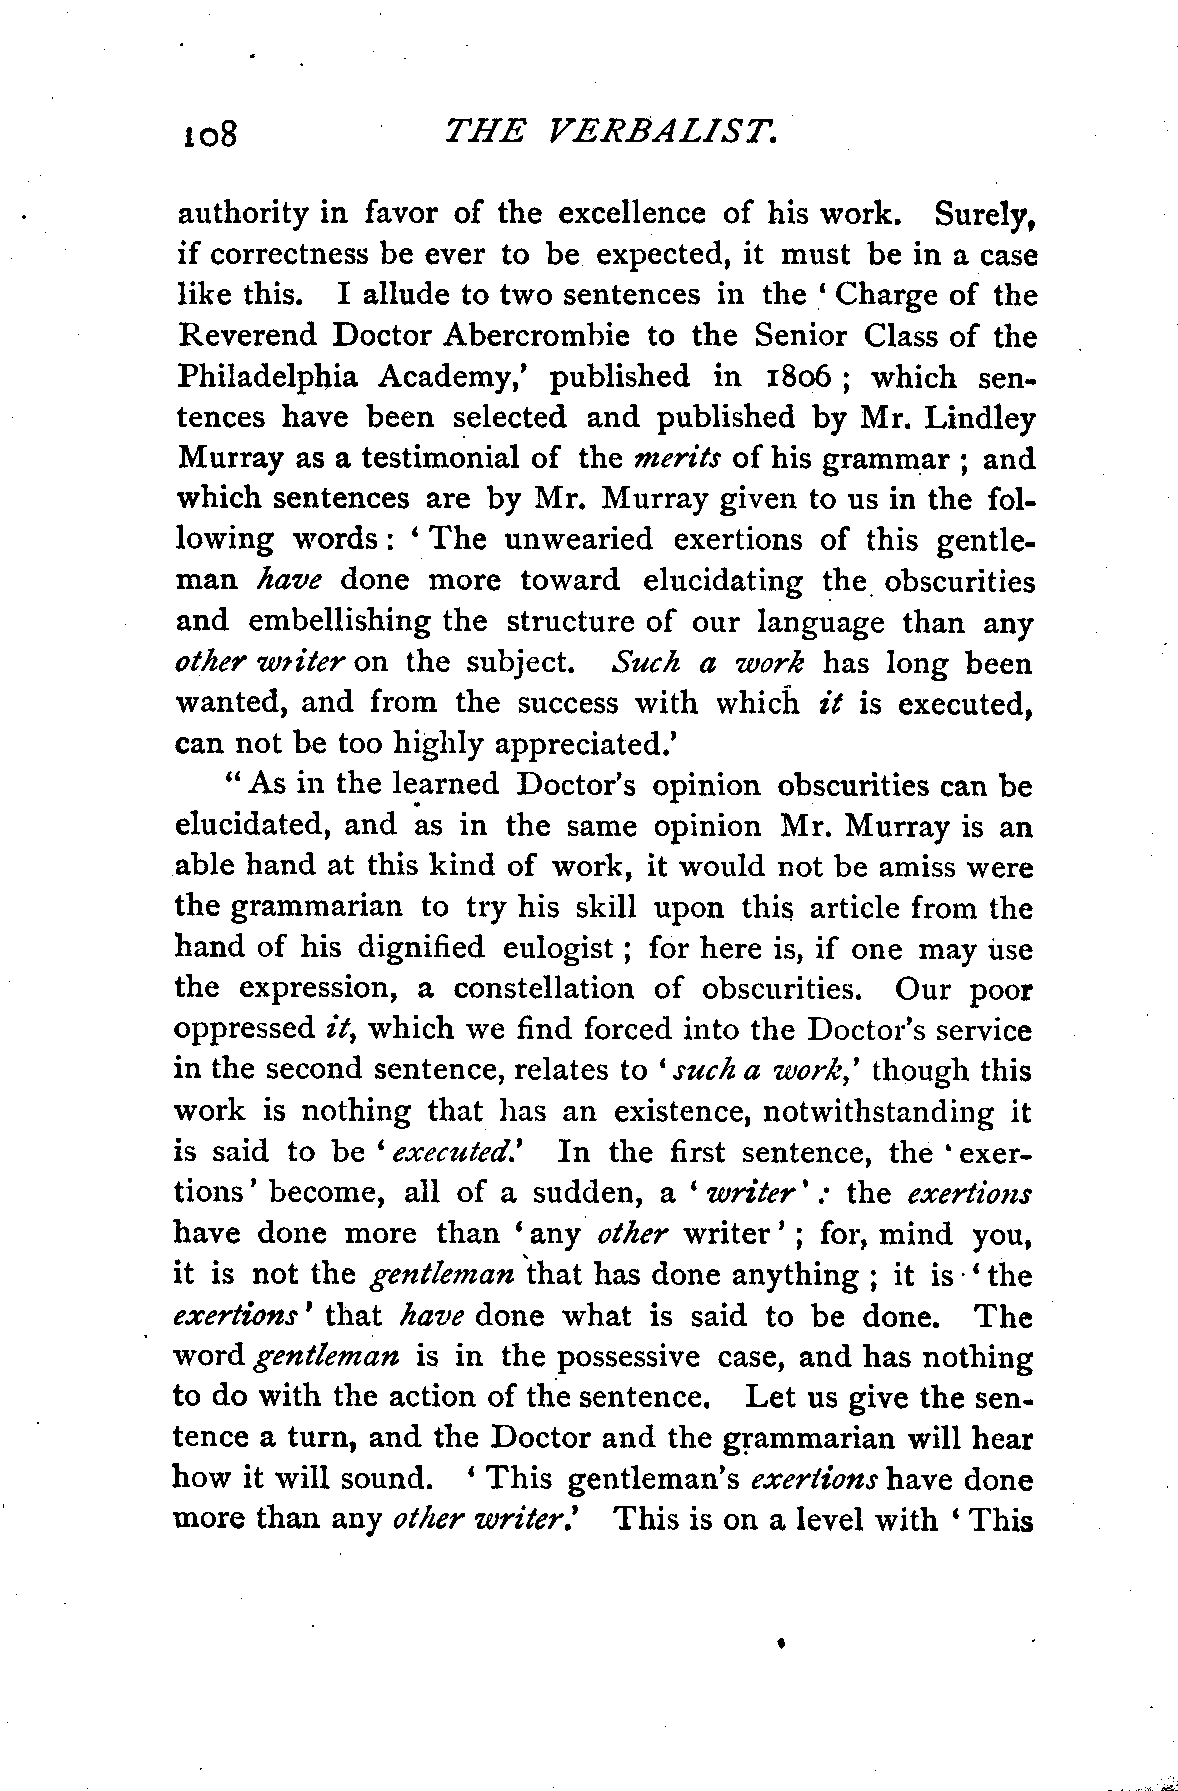 108 THE VERBALIST.
authority in favor of the excellence of his work. Surely,
if correctness be ever to be expected, it must be in a case
like this. I allude to two sentences in the ‘ Charge of the
Reverend Doctor Abercrombie to the Senior Class of the
Philadelphia Academy,’ published in 1806 ; which sen-
tences have been selected and published by Mr. Lindley
Murray as a testimonial of the merits of his grammar ; and
which sentences are by Mr. Murray given to us in the fol-
lowing words : ‘ The unwearied exertions of this gentle-
man have done more toward elucidating the obscurities
and embellishing the structure of our language than any
other writer on the subject. Such a work has long been
wanted, and from the success with which it is executed,
can not be too highly appreciated.’
“ As in the learned Doctor’s opinion obscurities can be
elucidated, and as in the same opinion Mr. Murray is an
able hand at this kind of work, it would not be amiss were
the grammarian to try his skill upon this article from the
hand of his dignified eulogist ; for here is, if one may use
the expression, a constellation of obscurities. Our poor
oppressed it, which we find forced into the Doctor’s service
in the second sentence, relates to ‘ such a work,’ though this
work is nothing that has an existence, notwithstanding it
is said to be ‘ executed.’ In the first sentence, the ‘ exer-
tions ’ become, all of a sudden, a ‘ writer ’ : the exertions
have done more than ‘ any other writer ’ ; for, mind you,
it is not the gentleman that has done anything ; it is ‘ the
exertions ’ that have done what is said to be done. The
word gentleman is in the possessive case, and has nothing
to do with the action of the sentence. Let us give the sen-
tence a turn, and the Doctor and the grammarian will hear
how it will sound. ‘ This gentleman’s exertions have done
more than any other writer.’ This is on a level with ‘ This